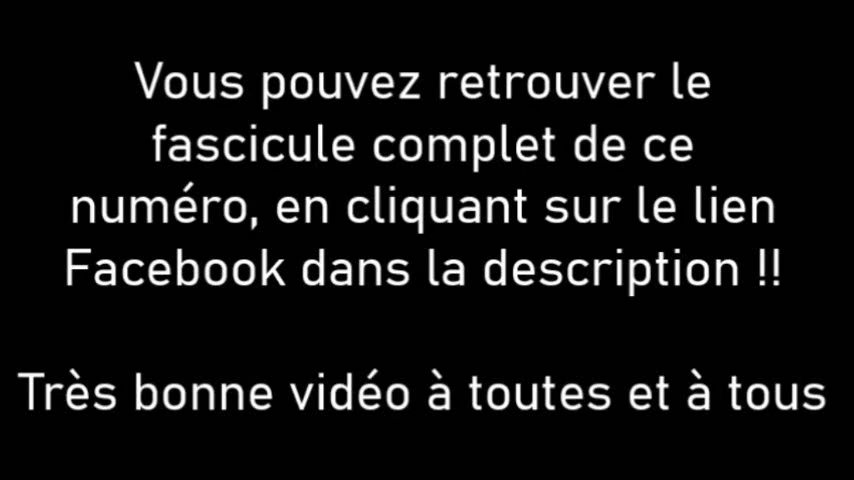 Vous pouvez retrouver le
fascicule complet de ce
numéro, en cliquant sur le lien
Facebook dans la description !!
Très bonne vidéo à toutes et à tous